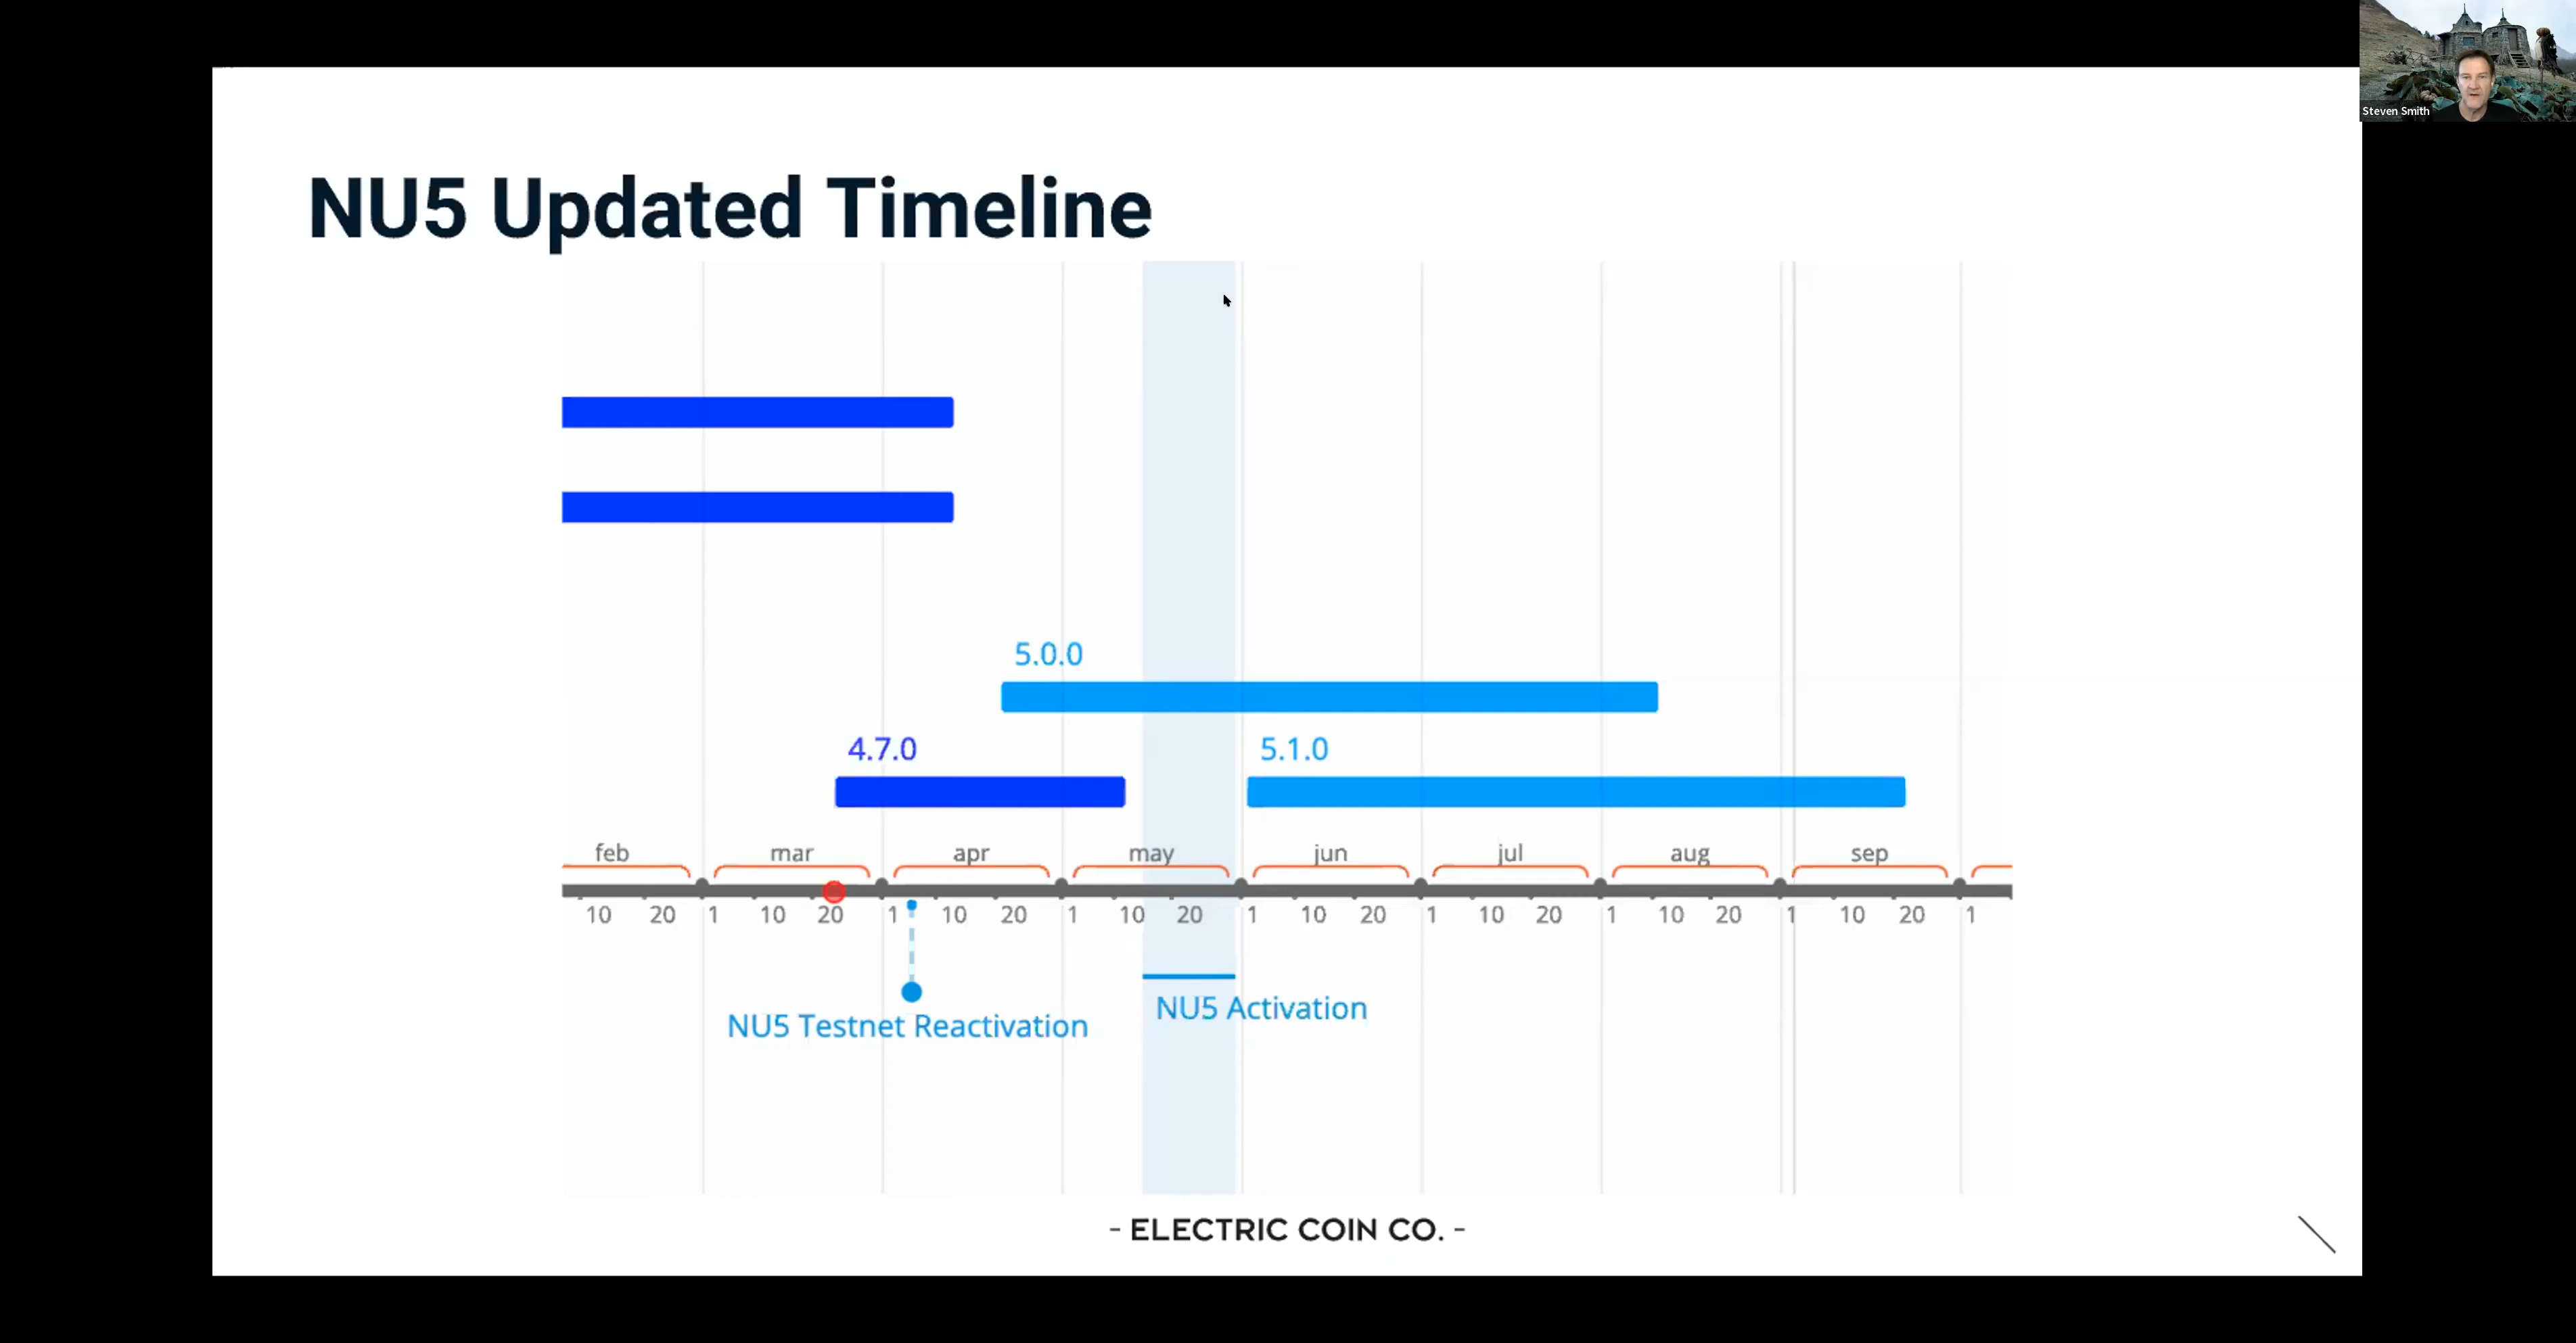 Steven Smith
NU5 Updated Timeline
5.0.0
4.7.0
5.1.0
feb mar apr may jun jul aug sep
10 20 1 10 20 1 10 20 1 10 20 1 10 20 1 10 20 1 10 20 1 10 20 1
NU5 Testnet Reactivation
NU5 Activation
- ELECTRIC COIN CO. -